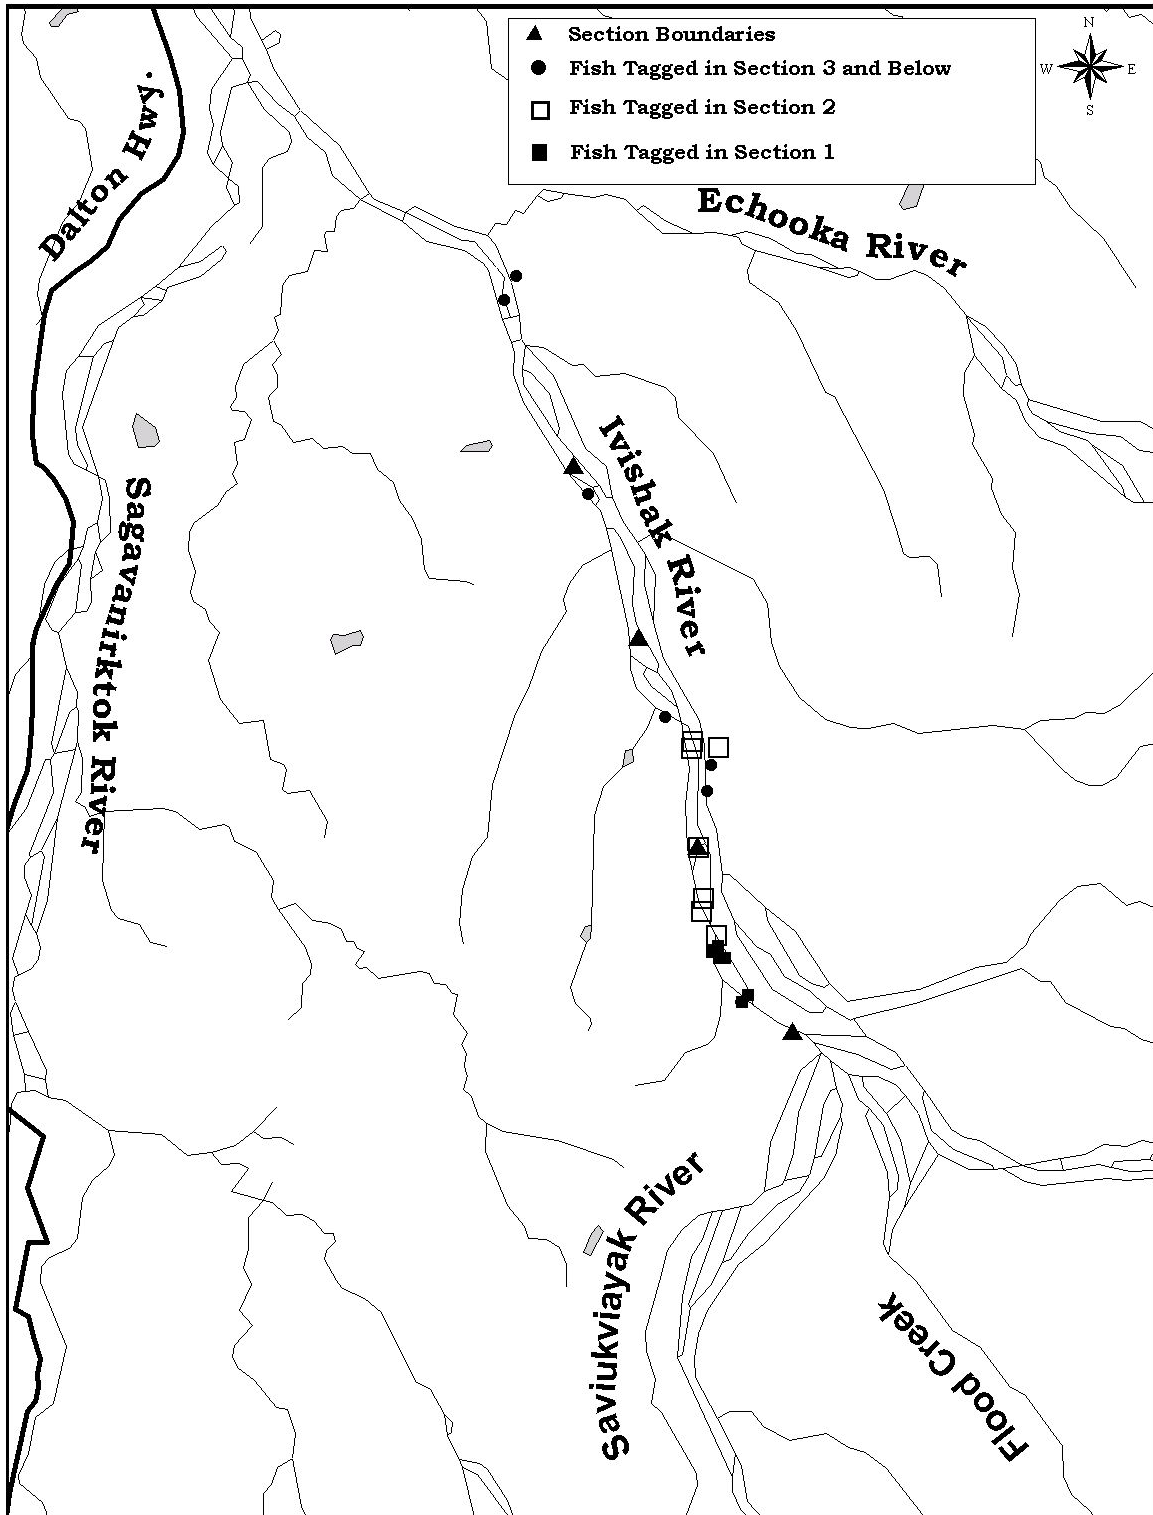 Section Boundaries
Fish Tagged in Section 3 and Below
Fish Tagged in Section 2
Fish Tagged in Section 1
N
W
E
S
Dalton Hwy.
Echooka River
Ivishak River
Sagavanirktok River
Saviukviayak River
Flood Creek